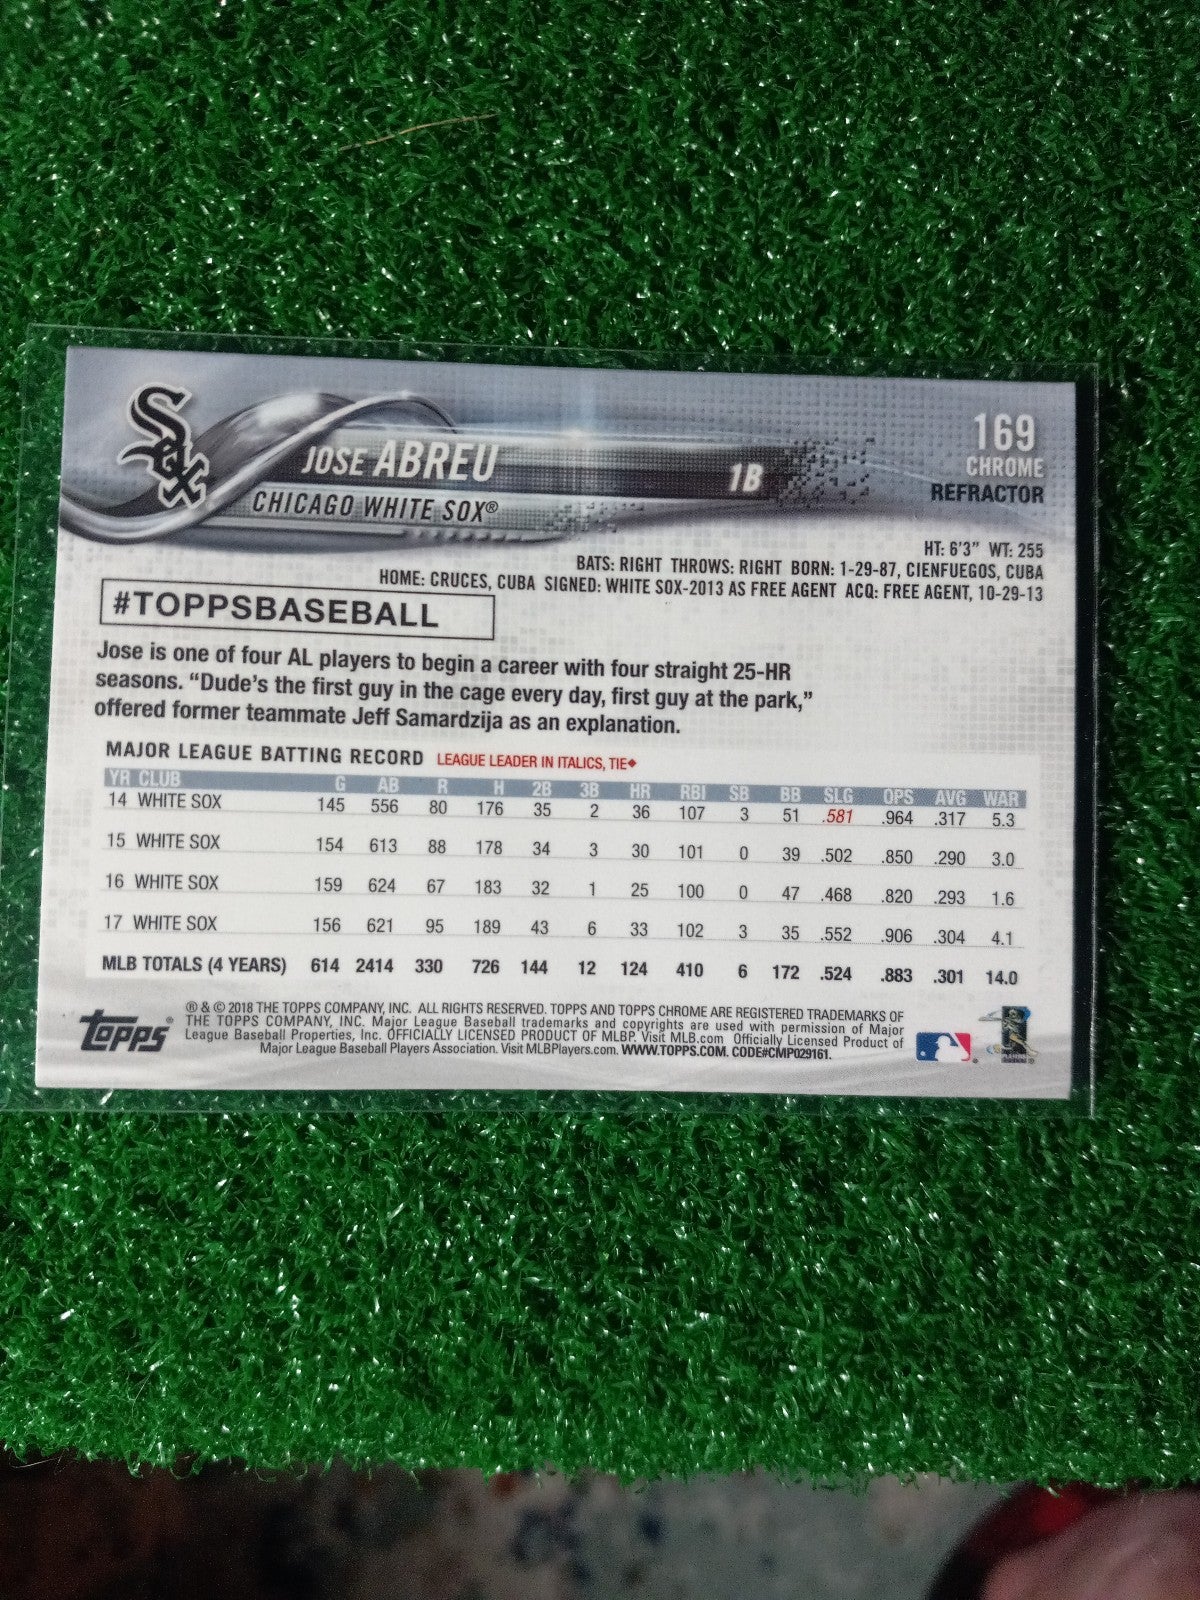 Sox
JOSE ABREU 1B
CHICAGO WHITE SOX®
169
CHROME
REFRACTOR
HT: 6'3" WT: 255
BATS: RIGHT THROWS: RIGHT BORN: 1-29-87, CIENFUEGOS, CUBA
HOME: CRUCES, CUBA SIGNED: WHITE SOX-2013 AS FREE AGENT ACQ: FREE AGENT, 10-29-13
#TOPPSBASEBALL
Jose is one of four AL players to begin a career with four straight 25-HR
seasons. “Dude’s the first guy in the cage every day, first guy at the park,”
offered former teammate Jeff Samardzija as an explanation.
MAJOR LEAGUE BATTING RECORD LEAGUE LEADER IN ITALICS, TIE♦
YR CLUB G AB R H 2B 3B HR RBI SB BB SLG OPS AVG WAR
14 WHITE SOX 145 556 80 176 35 2 36 107 3 51 .581 .964 .317 5.3
15 WHITE SOX 154 613 88 178 34 3 30 101 0 39 .502 .850 .290 3.0
16 WHITE SOX 159 624 67 183 32 1 25 100 0 47 .468 .820 .293 1.6
17 WHITE SOX 156 621 95 189 43 6 33 102 3 35 .552 .906 .304 4.1
MLB TOTALS (4 YEARS) 614 2414 330 726 144 12 124 410 6 172 .524 .883 .301 14.0
topps®
® & © 2018 THE TOPPS COMPANY, INC. ALL RIGHTS RESERVED. TOPPS AND TOPPS CHROME ARE REGISTERED TRADEMARKS OF
THE TOPPS COMPANY, INC. Major League Baseball trademarks and copyrights are used with permission of Major
League Baseball Properties, Inc. OFFICIALLY LICENSED PRODUCT OF MLBP. Visit MLB.com Officially Licensed Product of
Major League Baseball Players Association. Visit MLBPlayers.com. WWW.TOPPS.COM. CODE#CMP029161.